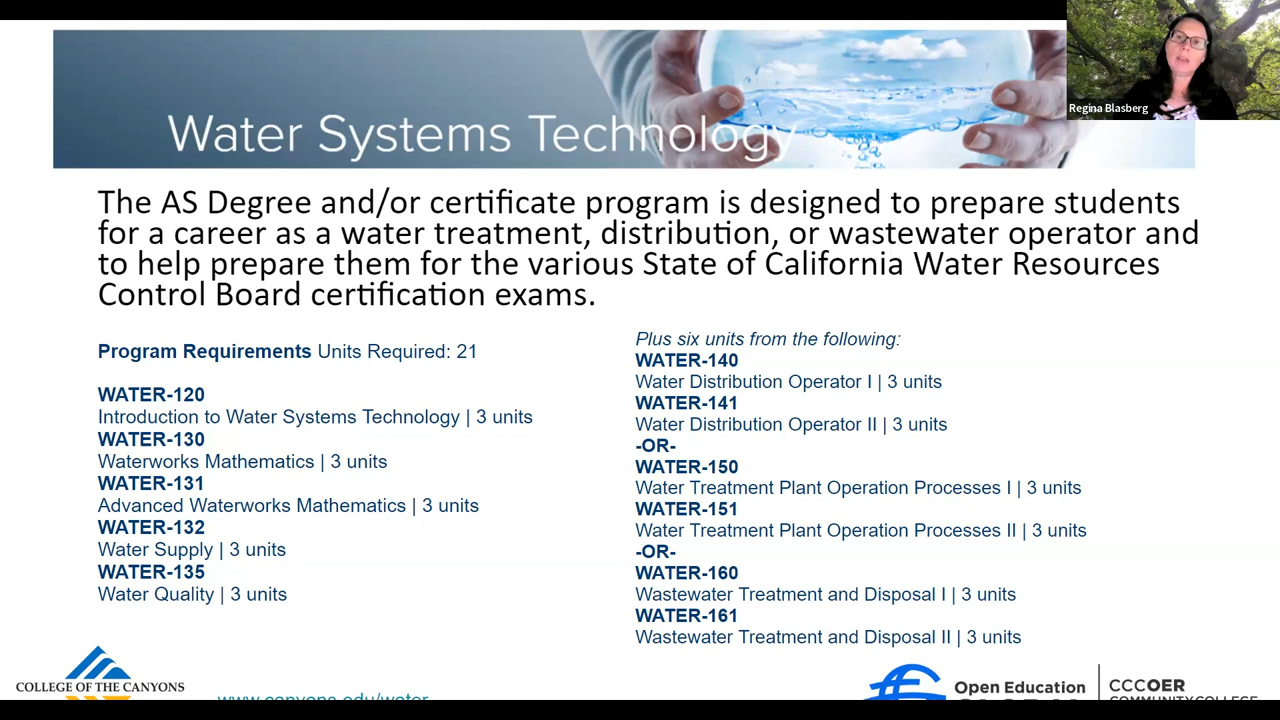 Regina Blasberg
Water Systems Technology
The AS Degree and/or certificate program is designed to prepare students
for a career as a water treatment, distribution, or wastewater operator and
to help prepare them for the various State of California Water Resources
Control Board certification exams.
Program Requirements Units Required: 21
WATER-120
Introduction to Water Systems Technology | 3 units
WATER-130
Waterworks Mathematics | 3 units
WATER-131
Advanced Waterworks Mathematics | 3 units
WATER-132
Water Supply | 3 units
WATER-135
Water Quality | 3 units
Plus six units from the following:
WATER-140
Water Distribution Operator I | 3 units
WATER-141
Water Distribution Operator II | 3 units
-OR-
WATER-150
Water Treatment Plant Operation Processes I | 3 units
WATER-151
Water Treatment Plant Operation Processes II | 3 units
-OR-
WATER-160
Wastewater Treatment and Disposal I | 3 units
WATER-161
Wastewater Treatment and Disposal II | 3 units
COLLEGE OF THE CANYONS
www.canyons.edu/water
Open Education
CCCOER
COMMUNITY COLLEGE